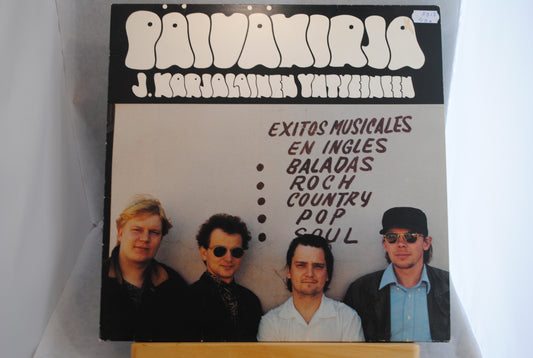 PÄIVÄKIRJA
J. KARJALAINEN YHTYEINEEN
EXITOS MUSICALES
EN INGLES
• BALADAS
• ROCH
• COUNTRY
• POP
• SOUL